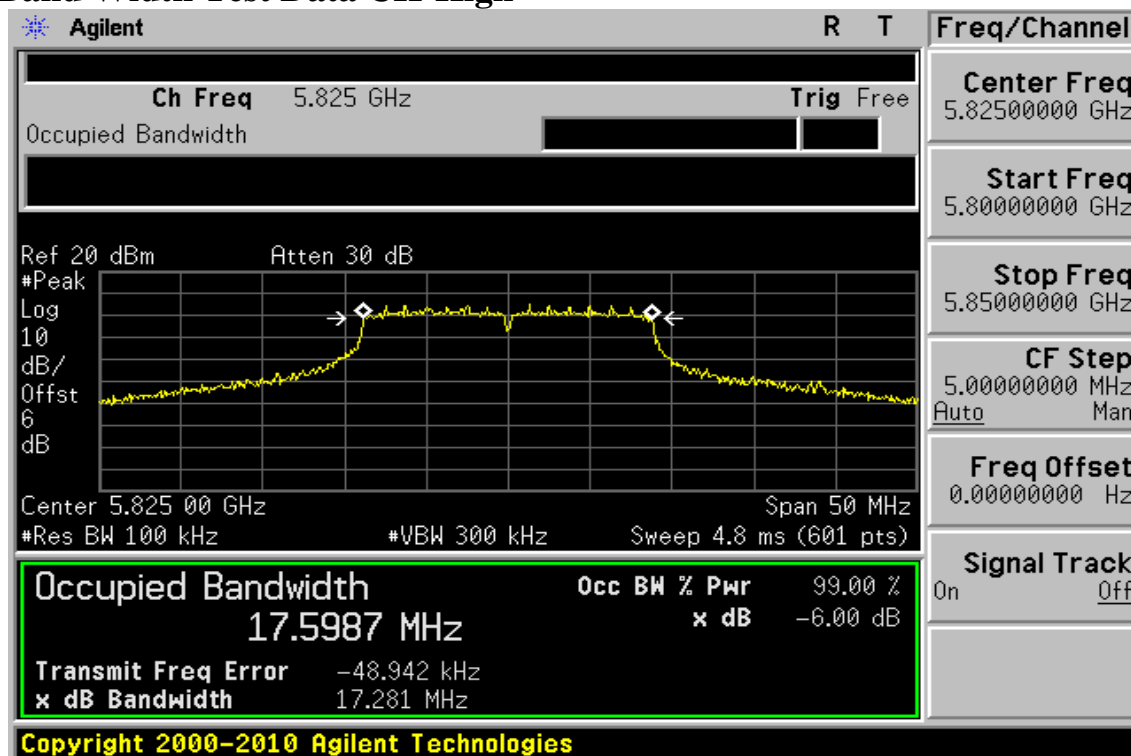 Band Width Test Data CH-High
Agilent R T
Freq/Channel
Ch Freq 5.825 GHz Trig Free
Occupied Bandwidth
Center Freq
5.82500000 GHz
Start Freq
5.80000000 GHz
Stop Freq
5.85000000 GHz
CF Step
5.00000000 MHz
Auto Man
Freq Offset
0.00000000 Hz
Signal Track
On Off
Ref 20 dBm Atten 30 dB
#Peak
Log
10
dB/
Offst
6
dB
Center 5.825 00 GHz Span 50 MHz
#Res BW 100 kHz #VBW 300 kHz Sweep 4.8 ms (601 pts)
Occupied Bandwidth Occ BW % Pwr 99.00 %
17.5987 MHz x dB -6.00 dB
Transmit Freq Error -48.942 kHz
x dB Bandwidth 17.281 MHz
Copyright 2000-2010 Agilent Technologies